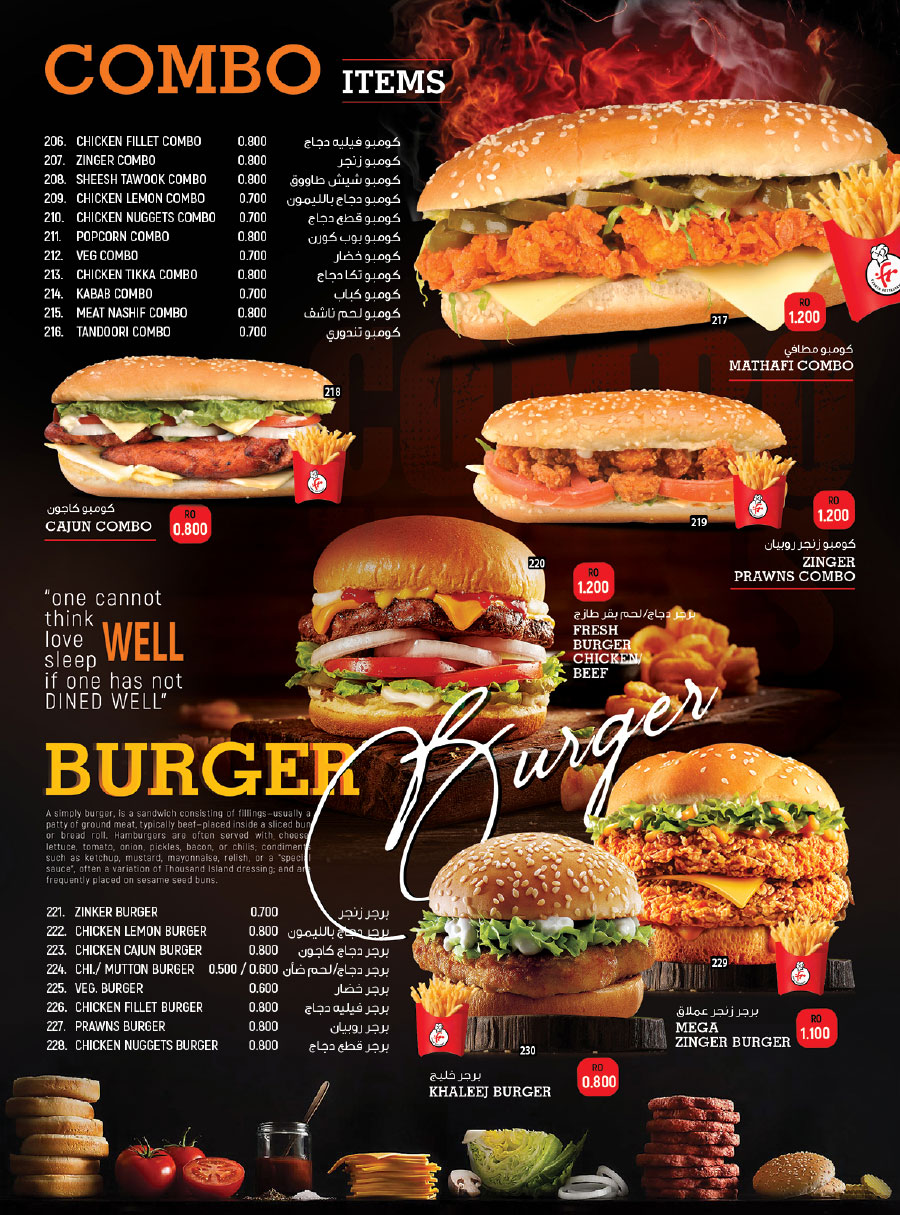 COMBO ITEMS
206. CHICKEN FILLET COMBO 0.800 كومبو فيليه دجاج
207. ZINGER COMBO 0.800 كومبو زنجر
208. SHEESH TAWOOK COMBO 0.800 كومبو شيش طاووق
209. CHICKEN LEMON COMBO 0.700 كومبو دجاج بالليمون
210. CHICKEN NUGGETS COMBO 0.700 كومبو قطع دجاج
211. POPCORN COMBO 0.800 كومبو بوب كورن
212. VEG COMBO 0.700 كومبو خضار
213. CHICKEN TIKKA COMBO 0.800 كومبو تكا دجاج
214. KABAB COMBO 0.700 كومبو كباب
215. MEAT NASHIF COMBO 0.800 كومبو لحم ناشف
216. TANDOORI COMBO 0.700 كومبو تندوري
217
RO
1.200
كومبو مطافي
MATHAFI COMBO
218
كومبو كاجون
CAJUN COMBO
RO
0.800
219
RO
1.200
كومبو زنجر روبيان
ZINGER
PRAWNS COMBO
COMBO
220
RO
1.200
برجر دجاج/لحم بقر طازج
FRESH
BURGER
CHICKEN/
BEEF
"one cannot
think
love
sleep
WELL
if one has not
DINED WELL"
Burger
BURGER
A simply burger, is a sandwich consisting of fillings—usually a
patty of ground meat, typically beef—placed inside a sliced bun
or bread roll. Hamburgers are often served with cheese,
lettuce, tomato, onion, pickles, bacon, or chilis; condiments
such as ketchup, mustard, mayonnaise, relish, or a "special
sauce", often a variation of Thousand Island dressing; and are
frequently placed on sesame seed buns.
221. ZINKER BURGER 0.700 برجر زنجر
222. CHICKEN LEMON BURGER 0.800 برجر دجاج بالليمون
223. CHICKEN CAJUN BURGER 0.800 برجر دجاج كاجون
224. CHI./ MUTTON BURGER 0.500 / 0.600 برجر دجاج/لحم ضأن
225. VEG. BURGER 0.600 برجر خضار
226. CHICKEN FILLET BURGER 0.800 برجر فيليه دجاج
227. PRAWNS BURGER 0.800 برجر روبيان
228. CHICKEN NUGGETS BURGER 0.800 برجر قطع دجاج
229
برجر زنجر عملاق
MEGA
ZINGER BURGER
RO
1.100
230
برجر خليج
KHALEEJ BURGER
RO
0.800